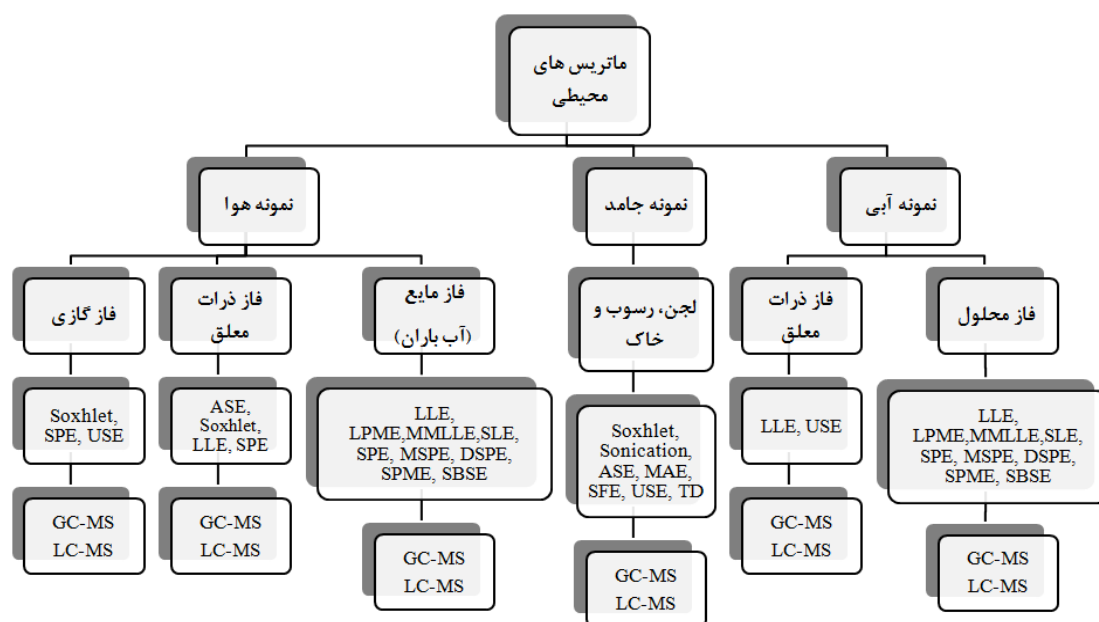 ماتریس های
محیطی
نمونه آبی
نمونه جامد
نمونه هوا
فاز محلول
فاز ذرات
معلق
لجن، رسوب و
خاک
فاز مایع
(آب باران)
فاز ذرات
معلق
فاز گازی
LLE,
LPME,MMLLE,SLE,
SPE, MSPE, DSPE,
SPME, SBSE
LLE, USE
Soxhlet,
Sonication,
ASE, MAE,
SFE, USE, TD
LLE,
LPME,MMLLE,SLE,
SPE, MSPE, DSPE,
SPME, SBSE
ASE,
Soxhlet,
LLE, SPE
Soxhlet,
SPE, USE
GC-MS
LC-MS
GC-MS
LC-MS
GC-MS
LC-MS
GC-MS
LC-MS
GC-MS
LC-MS
GC-MS
LC-MS